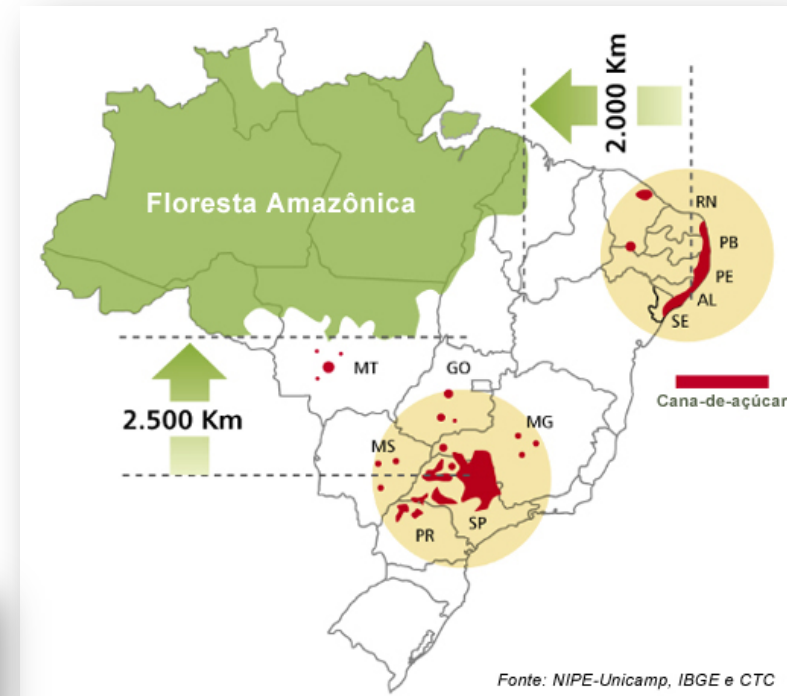 2.000 Km
Floresta Amazônica
RN
PB
PE
AL
SE
Cana-de-açúcar
MT
GO
2.500 Km
MS
MG
SP
PR
Fonte: NIPE-Unicamp, IBGE e CTC